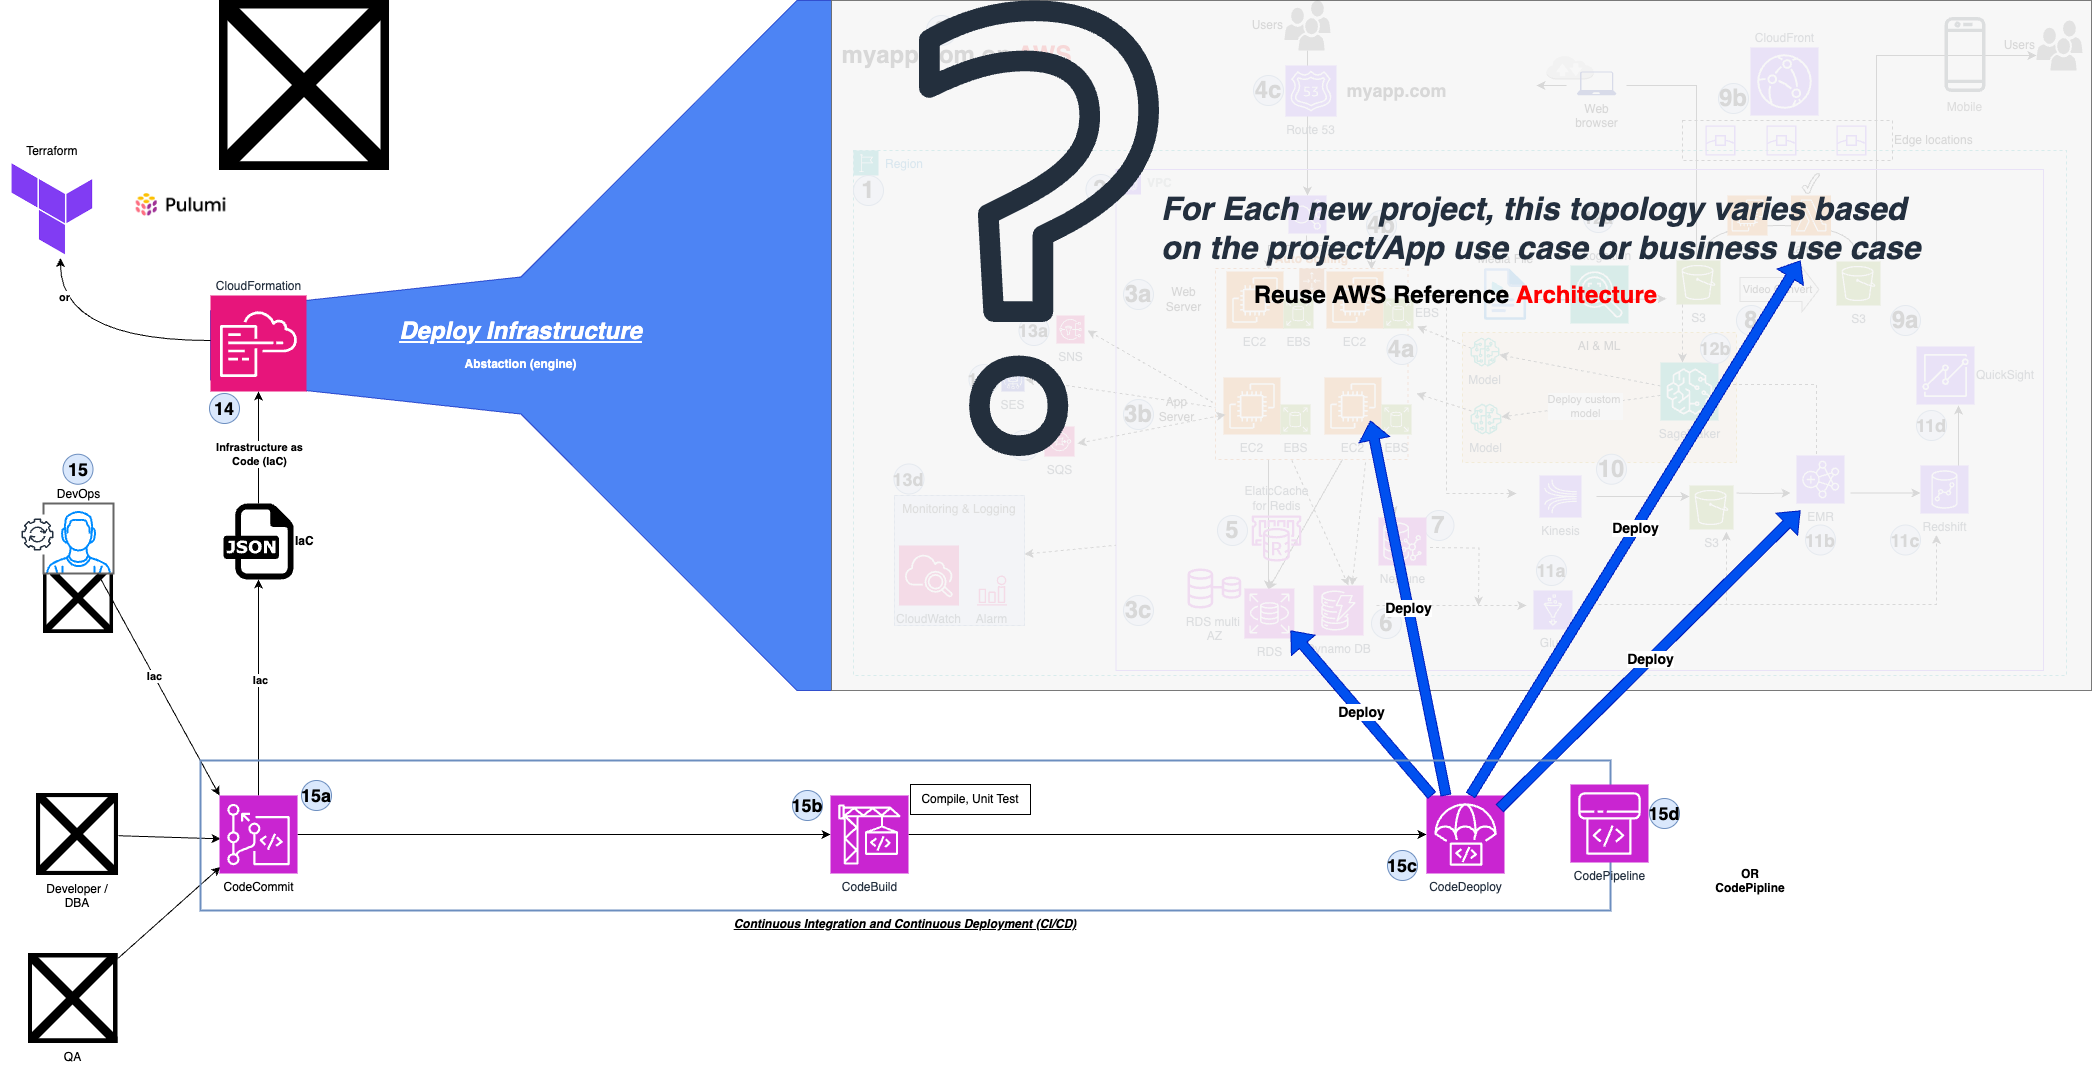 Terraform
Pulumi
or
CloudFormation
14
Infrastructure as
Code (IaC)
15
DevOps
JSON
IaC
Iac
Iac
Deploy Infrastructure
Abstaction (engine)
myapp.com on AWS
Users
4c
53
myapp.com
Route 53
Web
browser
CloudFront
9b
Edge locations
Mobile
Users
Region
1
VPC
4b
For Each new project, this topology varies based
on the project/App use case or business use case
Reuse AWS Reference Architecture
3a
Web
Server
EC2
EBS
EC2
EBS
4a
13a
SNS
SES
3b
App
Server
EC2
EBS
EC2
EBS
SQS
AI & ML
12b
Model
Deploy custom
model
Model
S3
Video Convert
8
S3
9a
QuickSight
11d
13d
Monitoring & Logging
CloudWatch
Alarm
ElaticCache
for Redis
5
R
7
10
Kinesis
S3
EMR
11b
11c
Redshift
11a
3c
RDS multi
AZ
RDS
6
Deploy
Deploy
Deploy
Deploy
15a
CodeCommit
15b
Compile, Unit Test
CodeBuild
15c
CodeDeoploy
15d
CodePipeline
OR
CodePipline
Developer /
DBA
Continuous Integration and Continuous Deployment (CI/CD)
QA